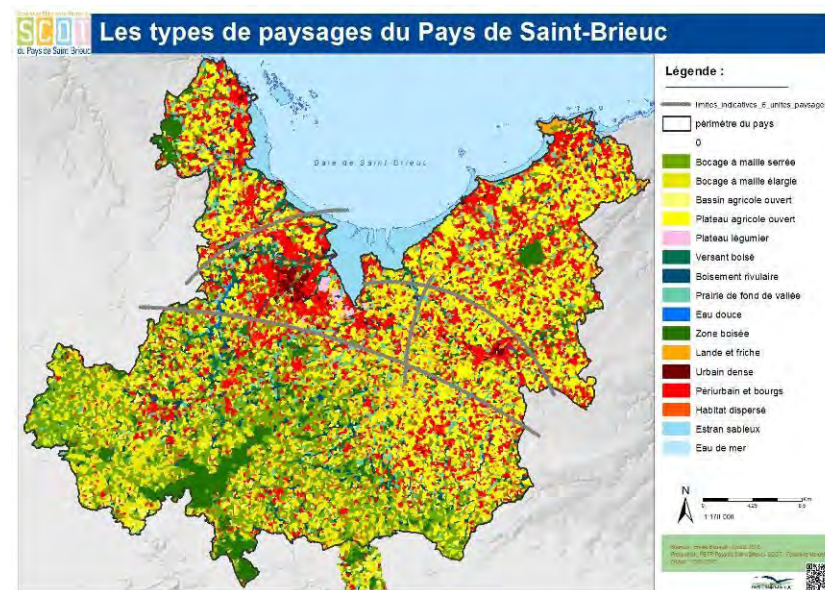 SCOT
du Pays de Saint-Brieuc
Les types de paysages du Pays de Saint-Brieuc
Baie de Saint-Brieuc
Légende :
limites_indicatives_6_unites_paysages
périmètre du pays
0
Bocage à maille serrée
Bocage à maille élargie
Bassin agricole ouvert
Plateau agricole ouvert
Plateau légumier
Versant boisé
Boisement rivulaire
Prairie de fond de vallée
Eau douce
Zone boisée
Lande et friche
Urbain dense
Périurbain et bourgs
Habitat dispersé
Estran sableux
Eau de mer
N
0